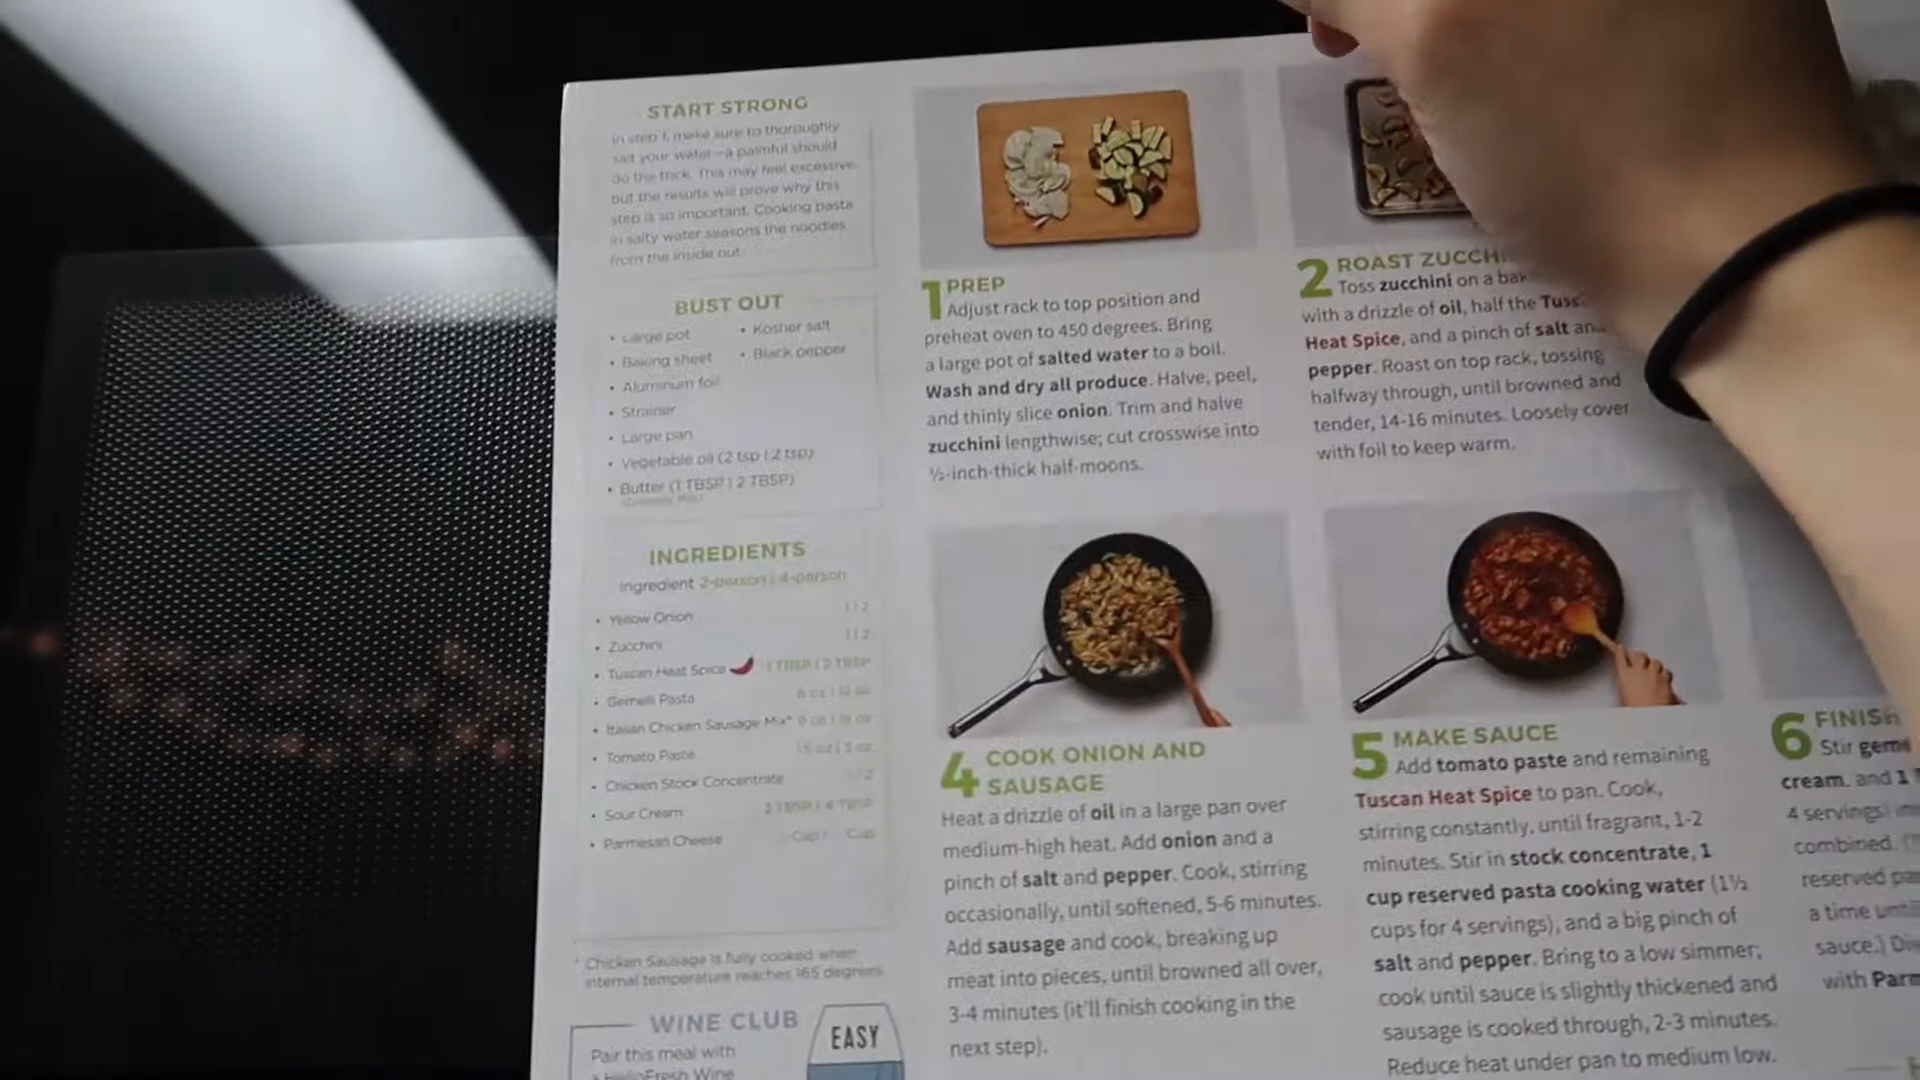 START STRONG
In step 1, make sure to thoroughly
salt your water—a palmful should
do the trick. This may feel excessive,
but the results will prove why this
step is so important. Cooking pasta
in salty water seasons the noodles
from the inside out.
BUST OUT
• Large pot
• Baking sheet
• Aluminum foil
• Strainer
• Large pan
• Kosher salt
• Black pepper
• Vegetable oil (2 tsp | 2 tsp)
• Butter (1 TBSP | 2 TBSP)
INGREDIENTS
Ingredient 2-person | 4-person
• Yellow Onion 1 | 2
• Zucchini 1 | 2
• Tuscan Heat Spice 1 TBSP | 2 TBSP
• Gemelli Pasta
• Italian Chicken Sausage Mix*
• Tomato Paste 1.5 oz | 3 oz
• Chicken Stock Concentrate
• Sour Cream 2 TBSP | 4 TBSP
• Parmesan Cheese Cup | Cup
* Chicken Sausage is fully cooked when
internal temperature reaches 165 degrees.
WINE CLUB
Pair this meal with
a HelloFresh Wine
EASY
1 PREP
Adjust rack to top position and
preheat oven to 450 degrees. Bring
a large pot of salted water to a boil.
Wash and dry all produce. Halve, peel,
and thinly slice onion. Trim and halve
zucchini lengthwise; cut crosswise into
½-inch-thick half-moons.
2 ROAST ZUCCHI
Toss zucchini on a bak
with a drizzle of oil, half the Tus
Heat Spice, and a pinch of salt an
pepper. Roast on top rack, tossing
halfway through, until browned and
tender, 14-16 minutes. Loosely cover
with foil to keep warm.
4 COOK ONION AND
SAUSAGE
Heat a drizzle of oil in a large pan over
medium-high heat. Add onion and a
pinch of salt and pepper. Cook, stirring
occasionally, until softened, 5-6 minutes.
Add sausage and cook, breaking up
meat into pieces, until browned all over,
3-4 minutes (it'll finish cooking in the
next step).
5 MAKE SAUCE
Add tomato paste and remaining
Tuscan Heat Spice to pan. Cook,
stirring constantly, until fragrant, 1-2
minutes. Stir in stock concentrate, 1
cup reserved pasta cooking water (1½
cups for 4 servings), and a big pinch of
salt and pepper. Bring to a low simmer;
cook until sauce is slightly thickened and
sausage is cooked through, 2-3 minutes.
Reduce heat under pan to medium low.
6 FINISH
Stir geme
cream, and 1
4 servings) in
combined. (
reserved pa
a time until
sauce.) Di
with Parm